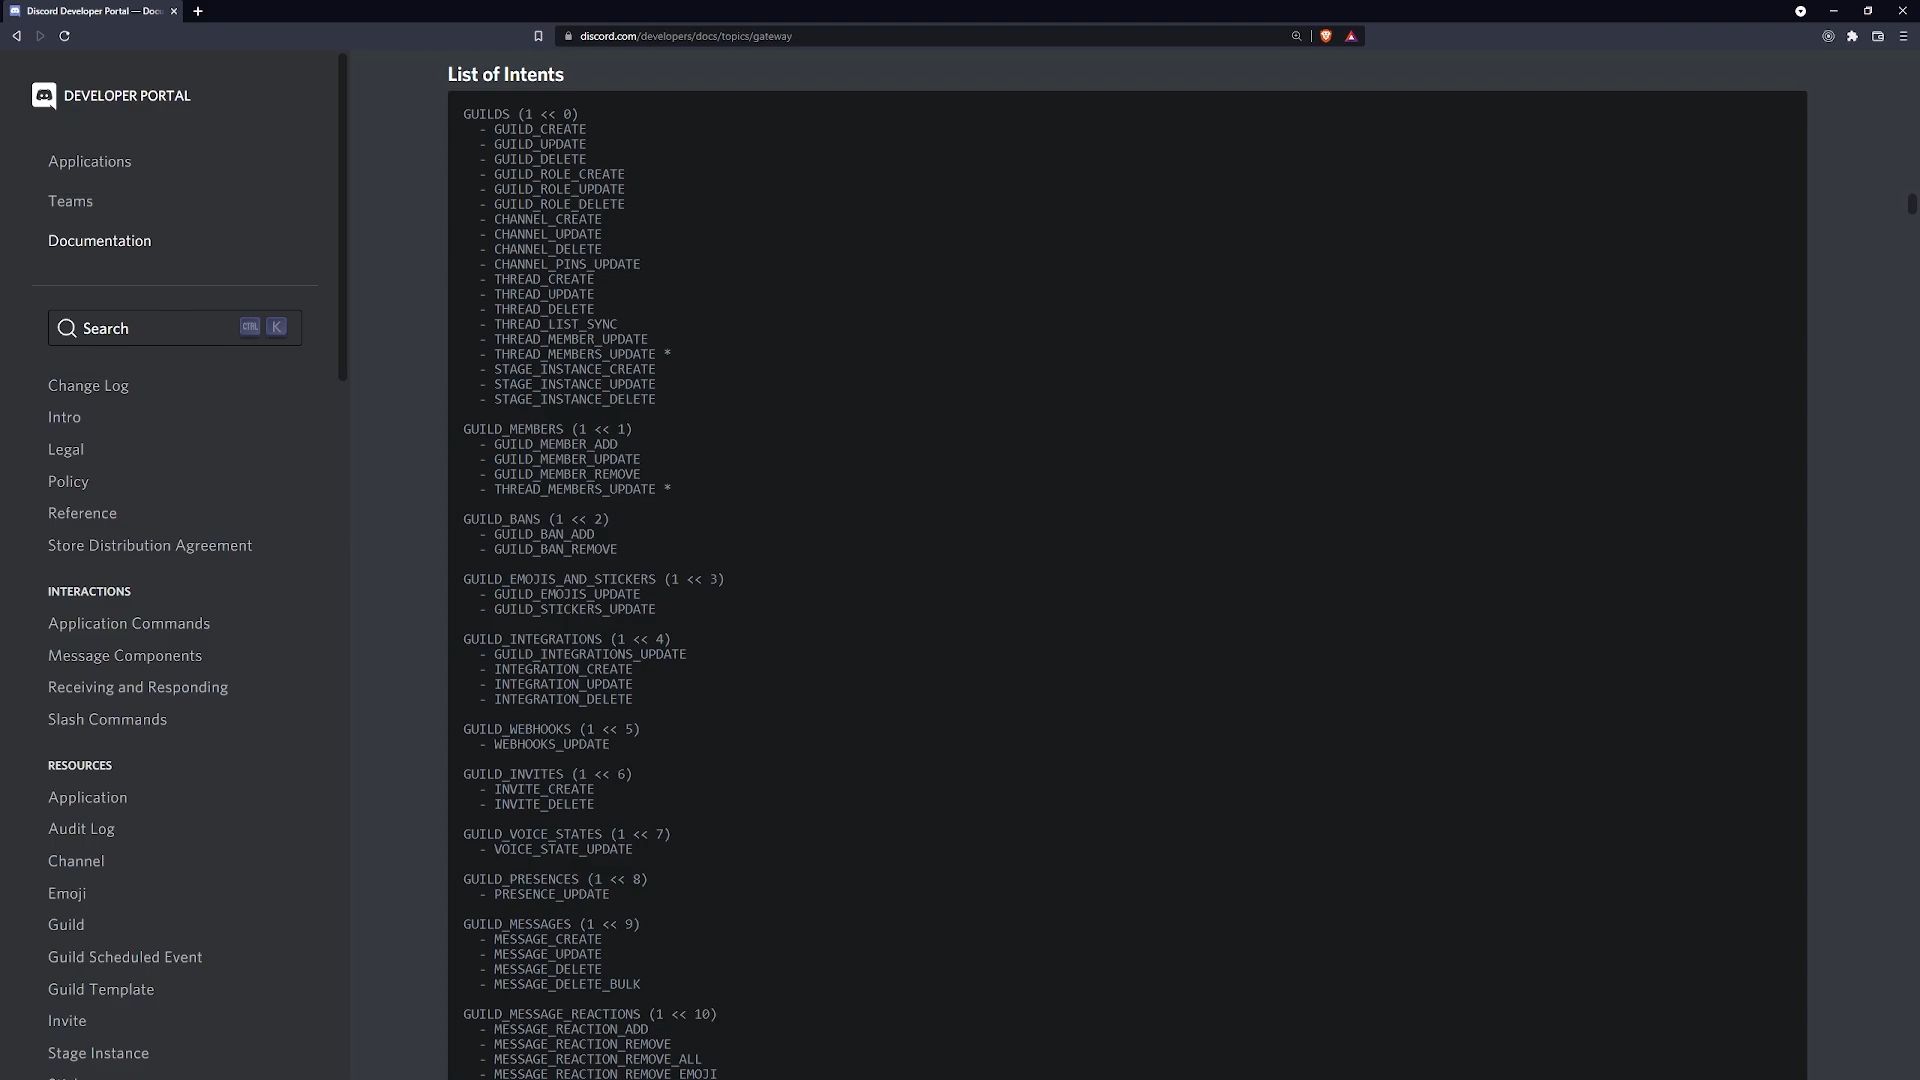 Discord Developer Portal — Docu
discord.com/developers/docs/topics/gateway
DEVELOPER PORTAL
Applications
Teams
Documentation
Search
CTRL K
Change Log
Intro
Legal
Policy
Reference
Store Distribution Agreement
INTERACTIONS
Application Commands
Message Components
Receiving and Responding
Slash Commands
RESOURCES
Application
Audit Log
Channel
Emoji
Guild
Guild Scheduled Event
Guild Template
Invite
Stage Instance
List of Intents
GUILDS (1 << 0)
- GUILD_CREATE
- GUILD_UPDATE
- GUILD_DELETE
- GUILD_ROLE_CREATE
- GUILD_ROLE_UPDATE
- GUILD_ROLE_DELETE
- CHANNEL_CREATE
- CHANNEL_UPDATE
- CHANNEL_DELETE
- CHANNEL_PINS_UPDATE
- THREAD_CREATE
- THREAD_UPDATE
- THREAD_DELETE
- THREAD_LIST_SYNC
- THREAD_MEMBER_UPDATE
- THREAD_MEMBERS_UPDATE *
- STAGE_INSTANCE_CREATE
- STAGE_INSTANCE_UPDATE
- STAGE_INSTANCE_DELETE
GUILD_MEMBERS (1 << 1)
- GUILD_MEMBER_ADD
- GUILD_MEMBER_UPDATE
- GUILD_MEMBER_REMOVE
- THREAD_MEMBERS_UPDATE *
GUILD_BANS (1 << 2)
- GUILD_BAN_ADD
- GUILD_BAN_REMOVE
GUILD_EMOJIS_AND_STICKERS (1 << 3)
- GUILD_EMOJIS_UPDATE
- GUILD_STICKERS_UPDATE
GUILD_INTEGRATIONS (1 << 4)
- GUILD_INTEGRATIONS_UPDATE
- INTEGRATION_CREATE
- INTEGRATION_UPDATE
- INTEGRATION_DELETE
GUILD_WEBHOOKS (1 << 5)
- WEBHOOKS_UPDATE
GUILD_INVITES (1 << 6)
- INVITE_CREATE
- INVITE_DELETE
GUILD_VOICE_STATES (1 << 7)
- VOICE_STATE_UPDATE
GUILD_PRESENCES (1 << 8)
- PRESENCE_UPDATE
GUILD_MESSAGES (1 << 9)
- MESSAGE_CREATE
- MESSAGE_UPDATE
- MESSAGE_DELETE
- MESSAGE_DELETE_BULK
GUILD_MESSAGE_REACTIONS (1 << 10)
- MESSAGE_REACTION_ADD
- MESSAGE_REACTION_REMOVE
- MESSAGE_REACTION_REMOVE_ALL
- MESSAGE_REACTION_REMOVE_EMOJI